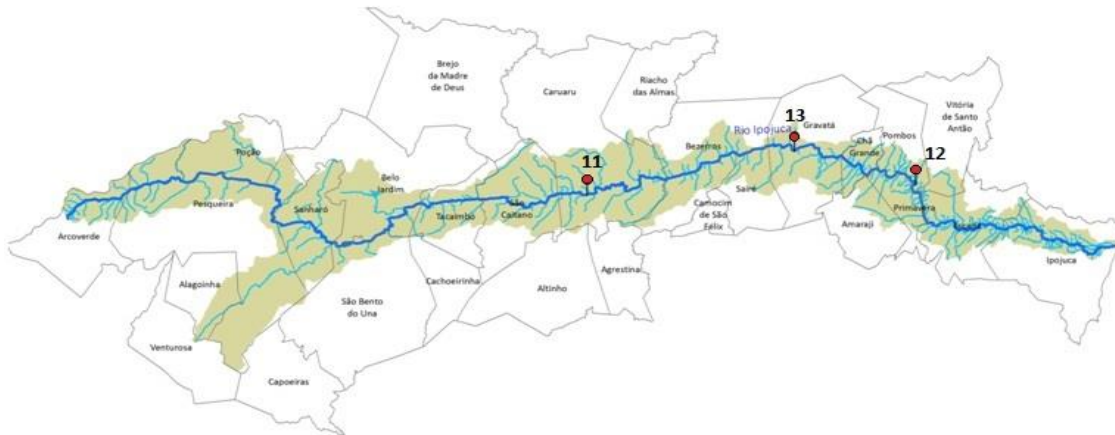 Brejo
da Madre
de Deus
Caruaru
Riacho
das Almas
Vitória
de Santo
Antão
13
Rio Ipojuca
Gravatá
Pombos
Chã
Grande
12
Bezerros
Poção
11
Belo
Jardim
Sairé
Pesqueira
Sanharó
Tacaimbó
São
Caitano
Camocim
de São
Félix
Primavera
Amaraji
Arcoverde
Escada
Ipojuca
Alagoinha
Cachoeirinha
Altinho
Agrestina
São Bento
do Una
Venturosa
Capoeiras